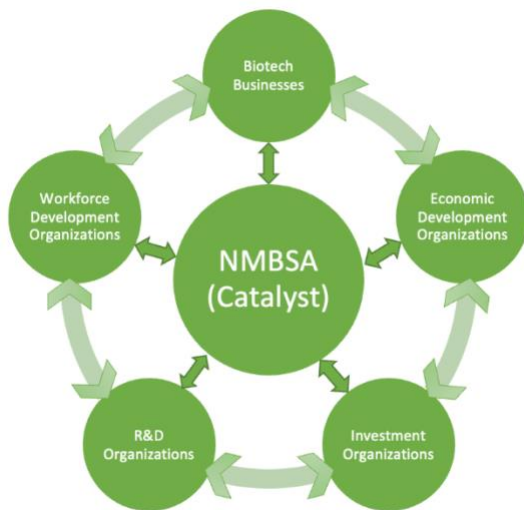 Biotech
Businesses
Workforce
Development
Organizations
Economic
Development
Organizations
NMBSA
(Catalyst)
R&D
Organizations
Investment
Organizations